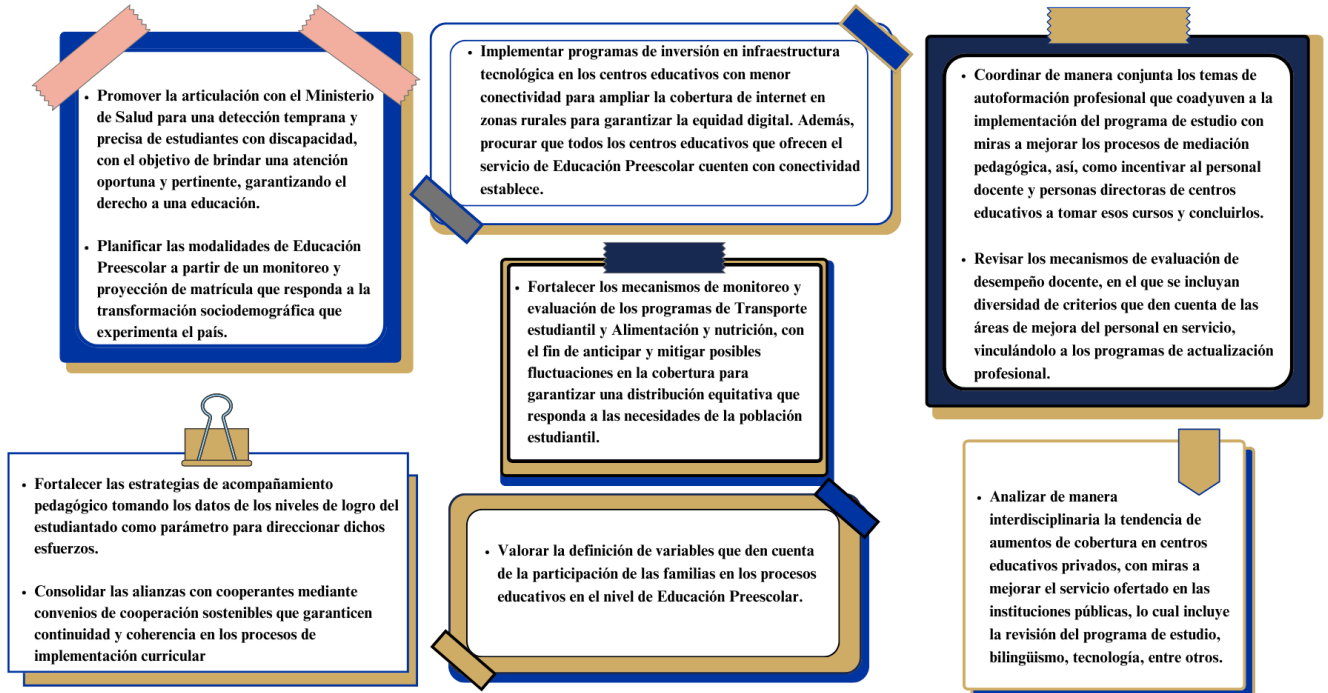 • Promover la articulación con el Ministerio
de Salud para una detección temprana y
precisa de estudiantes con discapacidad,
con el objetivo de brindar una atención
oportuna y pertinente, garantizando el
derecho a una educación.
• Planificar las modalidades de Educación
Preescolar a partir de un monitoreo y
proyección de matrícula que responda a la
transformación sociodemográfica que
experimenta el país.
• Implementar programas de inversión en infraestructura
tecnológica en los centros educativos con menor
conectividad para ampliar la cobertura de internet en
zonas rurales para garantizar la equidad digital. Además,
procurar que todos los centros educativos que ofrecen el
servicio de Educación Preescolar cuenten con conectividad
establece.
• Coordinar de manera conjunta los temas de
autoformación profesional que coadyuven a la
implementación del programa de estudio con
miras a mejorar los procesos de mediación
pedagógica, así, como incentivar al personal
docente y personas directoras de centros
educativos a tomar esos cursos y concluirlos.
• Revisar los mecanismos de evaluación de
desempeño docente, en el que se incluyan
diversidad de criterios que den cuenta de las
áreas de mejora del personal en servicio,
vinculándolo a los programas de actualización
profesional.
• Fortalecer los mecanismos de monitoreo y
evaluación de los programas de Transporte
estudiantil y Alimentación y nutrición, con
el fin de anticipar y mitigar posibles
fluctuaciones en la cobertura para
garantizar una distribución equitativa que
responda a las necesidades de la población
estudiantil.
• Fortalecer las estrategias de acompañamiento
pedagógico tomando los datos de los niveles de logro del
estudiantado como parámetro para direccionar dichos
esfuerzos.
• Consolidar las alianzas con cooperantes mediante
convenios de cooperación sostenibles que garanticen
continuidad y coherencia en los procesos de
implementación curricular
• Valorar la definición de variables que den cuenta
de la participación de las familias en los procesos
educativos en el nivel de Educación Preescolar.
• Analizar de manera
interdisciplinaria la tendencia de
aumentos de cobertura en centros
educativos privados, con miras a
mejorar el servicio ofertado en las
instituciones públicas, lo cual incluye
la revisión del programa de estudio,
bilingüismo, tecnología, entre otros.